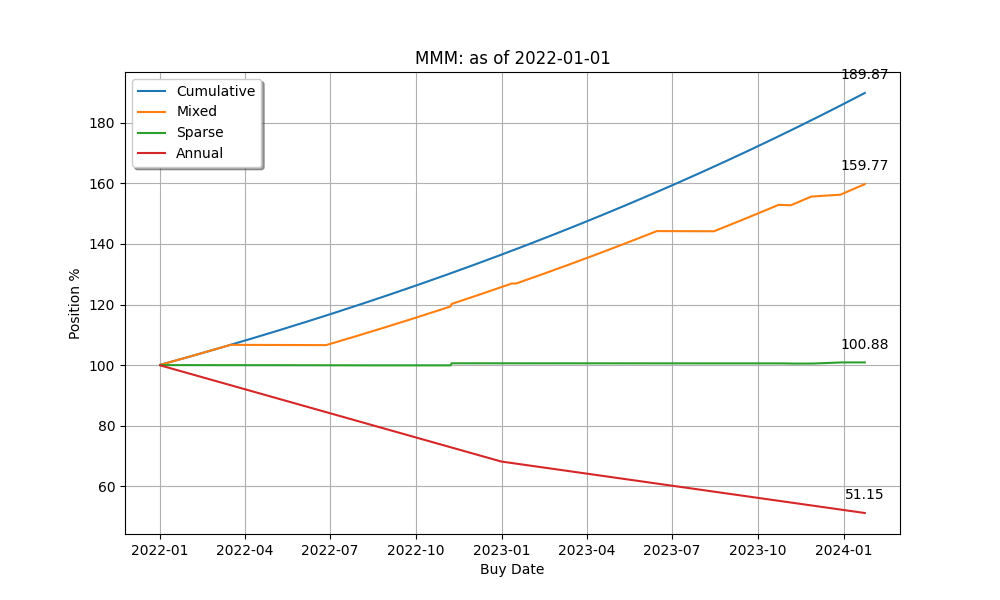 MMM: as of 2022-01-01
189.87
Cumulative
Mixed
Sparse
Annual
180
160
140
120
100
80
60
159.77
100.88
51.15
Position %
2022-01 2022-04 2022-07 2022-10 2023-01 2023-04 2023-07 2023-10 2024-01
Buy Date